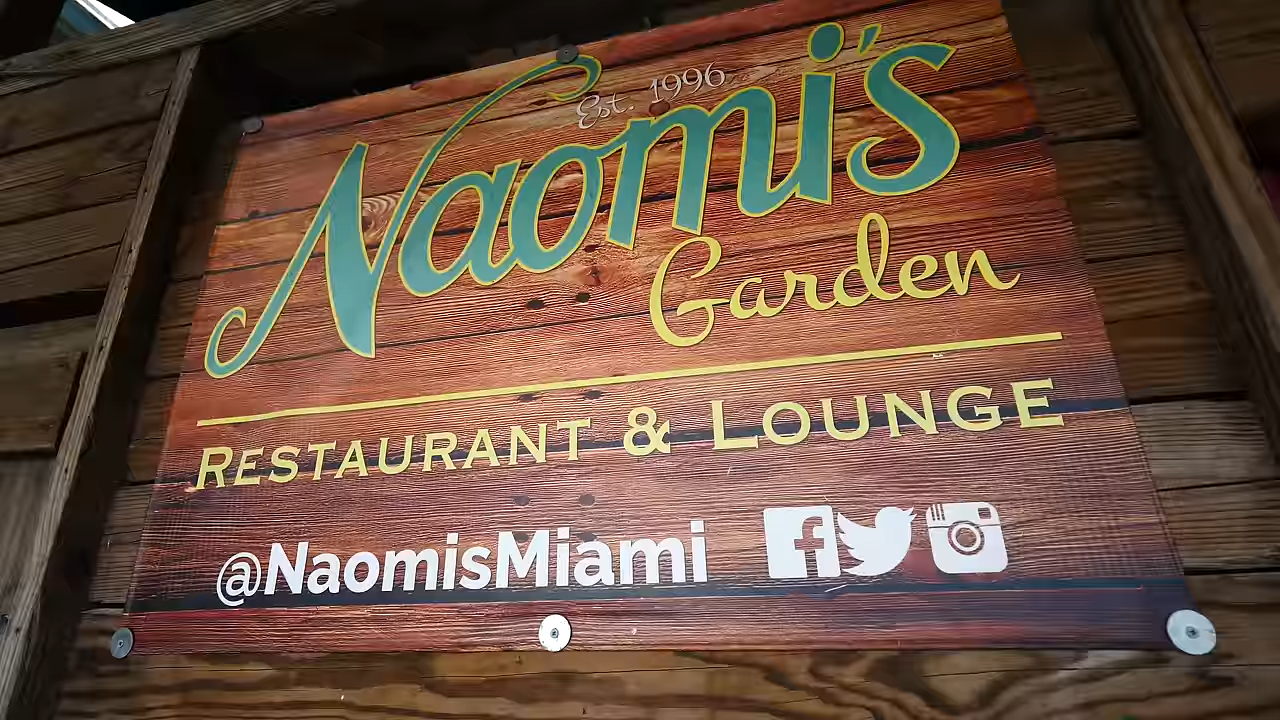 Est. 1996
Naomi's
Garden
RESTAURANT & LOUNGE
@NaomisMiami